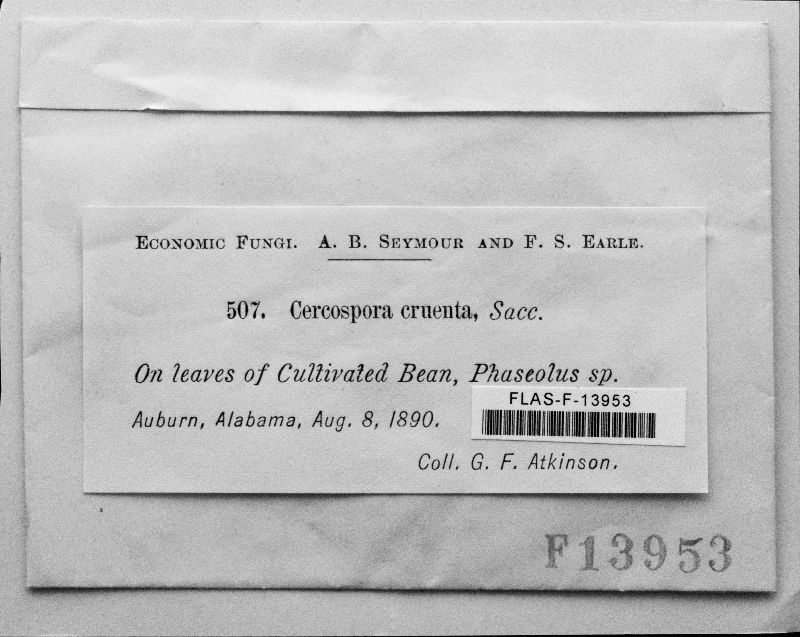 Economic Fungi. A. B. Seymour and F. S. Earle.
507. Cercospora cruenta, Sacc.
On leaves of Cultivated Bean, Phaseolus sp.
FLAS-F-13953
Auburn, Alabama, Aug. 8, 1890.
Coll. G. F. Atkinson.
F13953